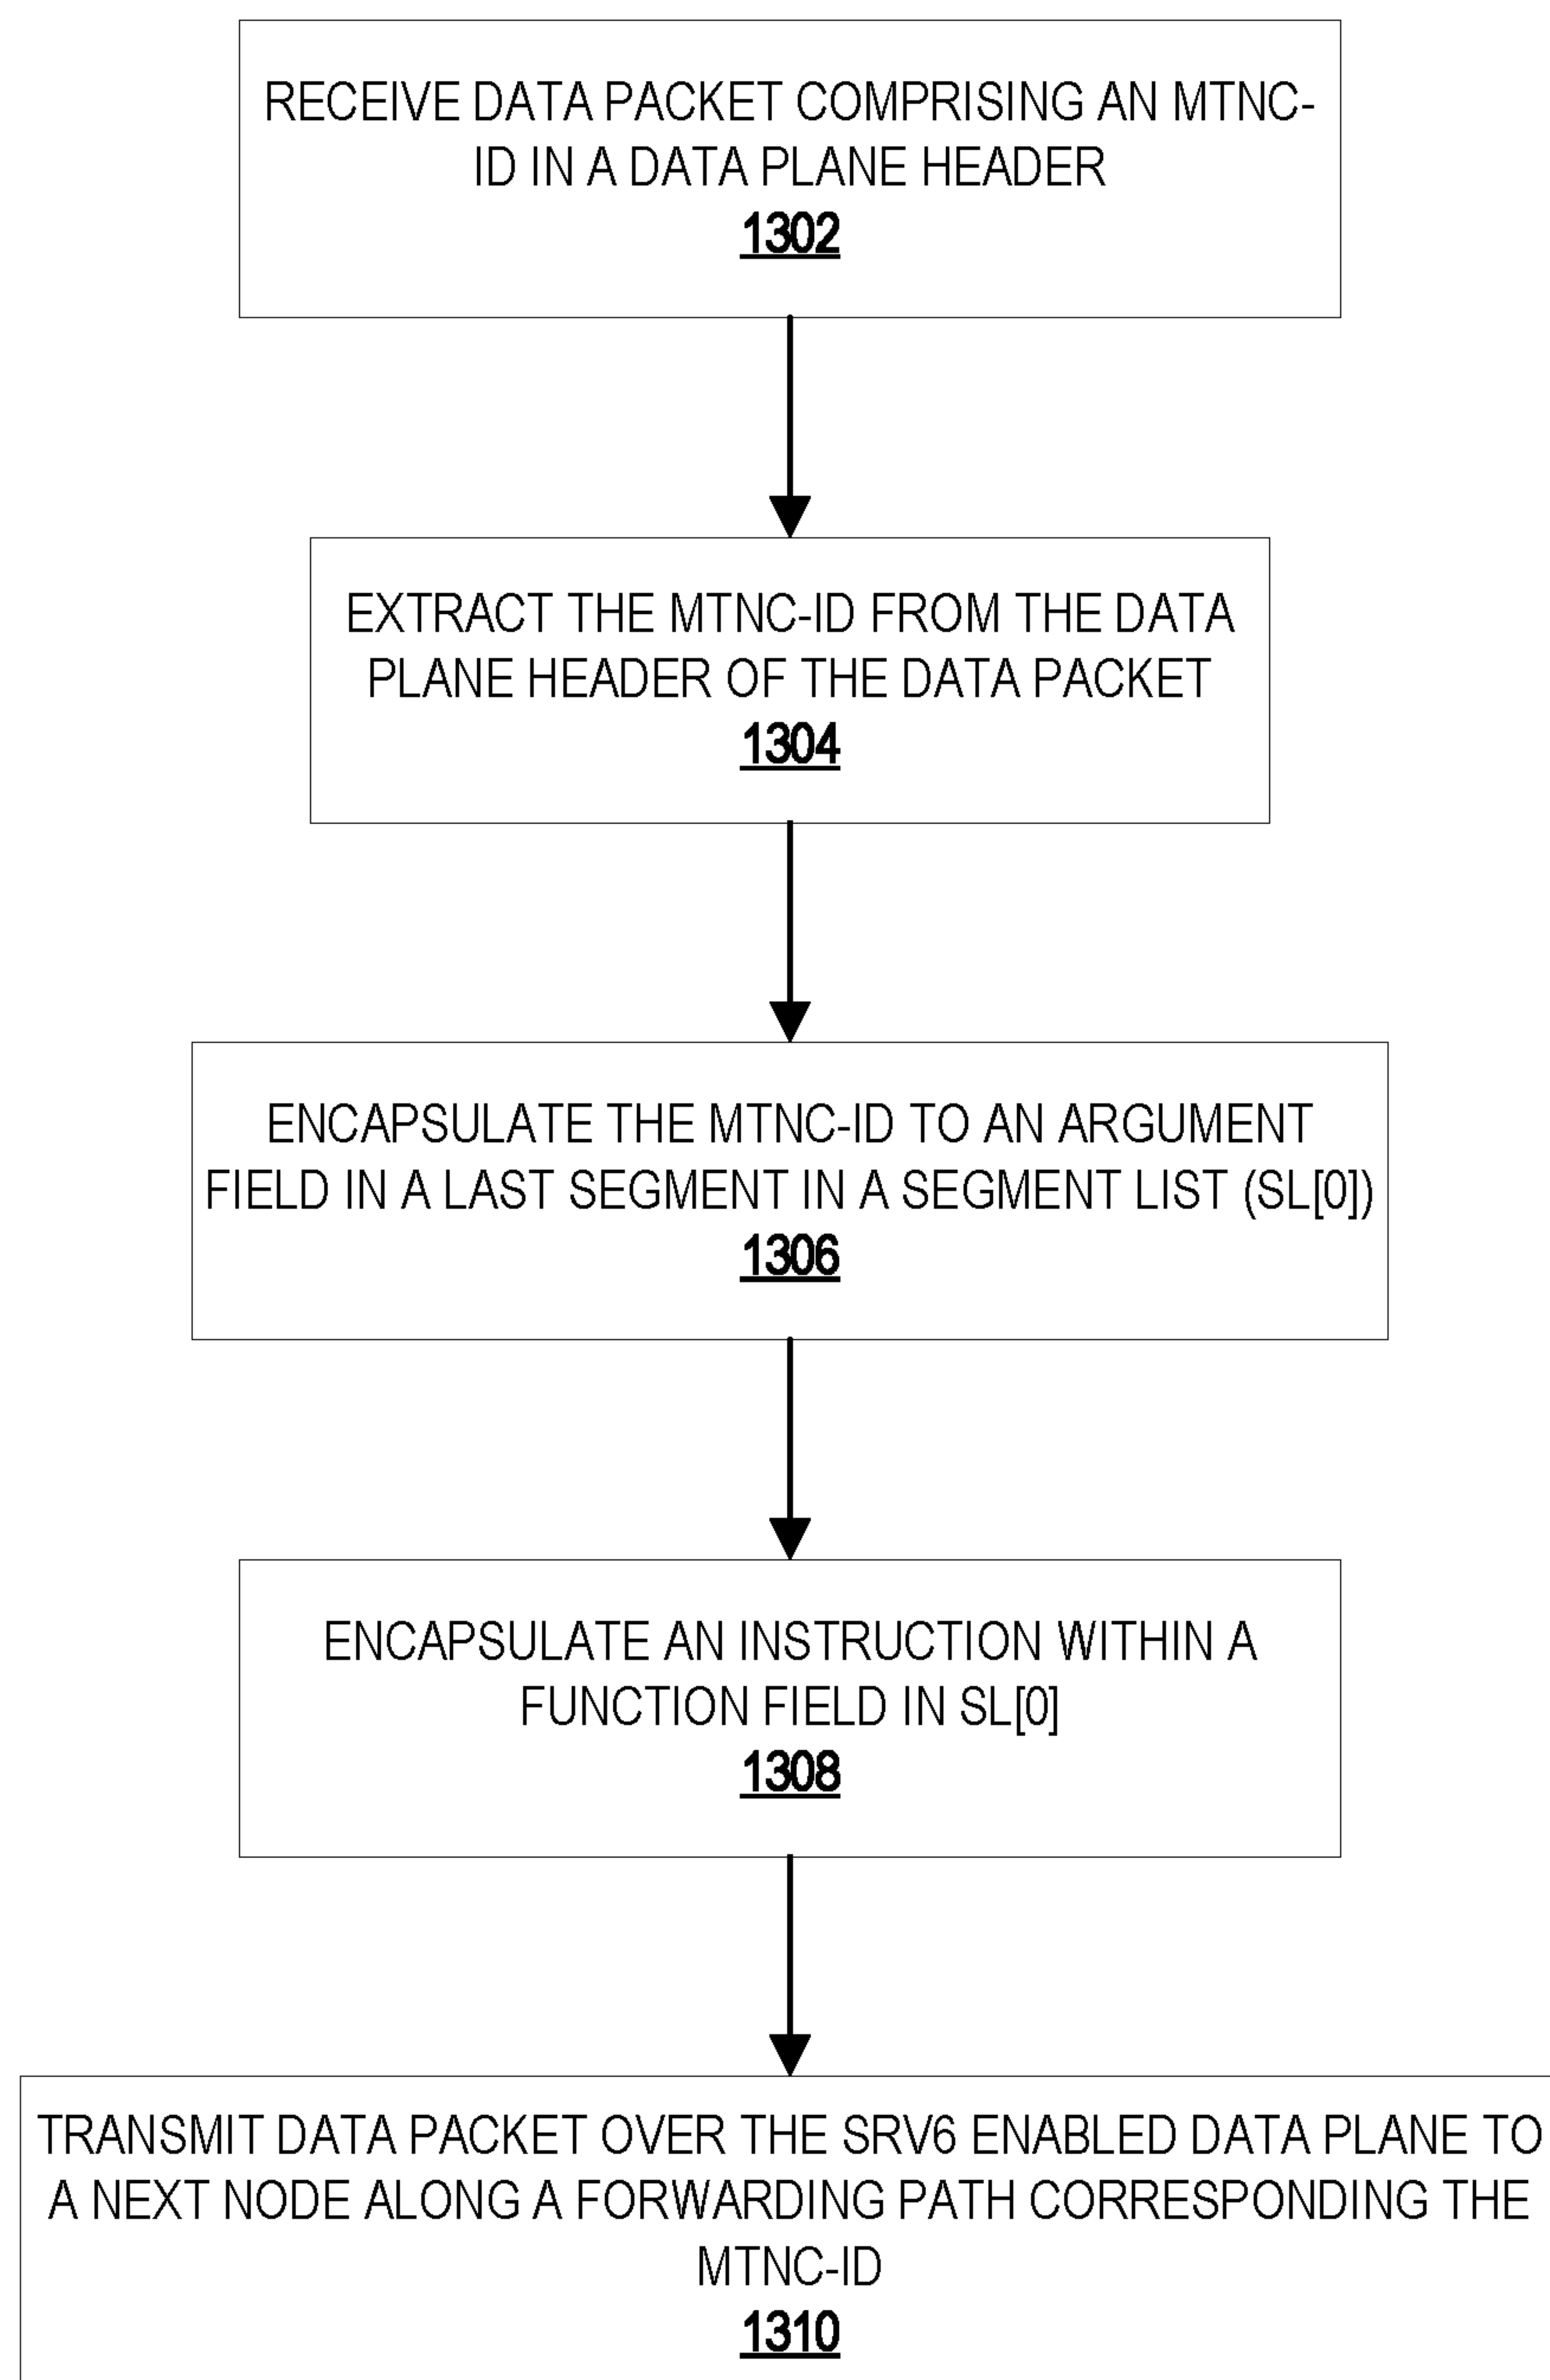 RECEIVE DATA PACKET COMPRISING AN MTNC-
ID IN A DATA PLANE HEADER
1302
EXTRACT THE MTNC-ID FROM THE DATA
PLANE HEADER OF THE DATA PACKET
1304
ENCAPSULATE THE MTNC-ID TO AN ARGUMENT
FIELD IN A LAST SEGMENT IN A SEGMENT LIST (SL[0])
1306
ENCAPSULATE AN INSTRUCTION WITHIN A
FUNCTION FIELD IN SL[0]
1308
TRANSMIT DATA PACKET OVER THE SRV6 ENABLED DATA PLANE TO
A NEXT NODE ALONG A FORWARDING PATH CORRESPONDING THE
MTNC-ID
1310